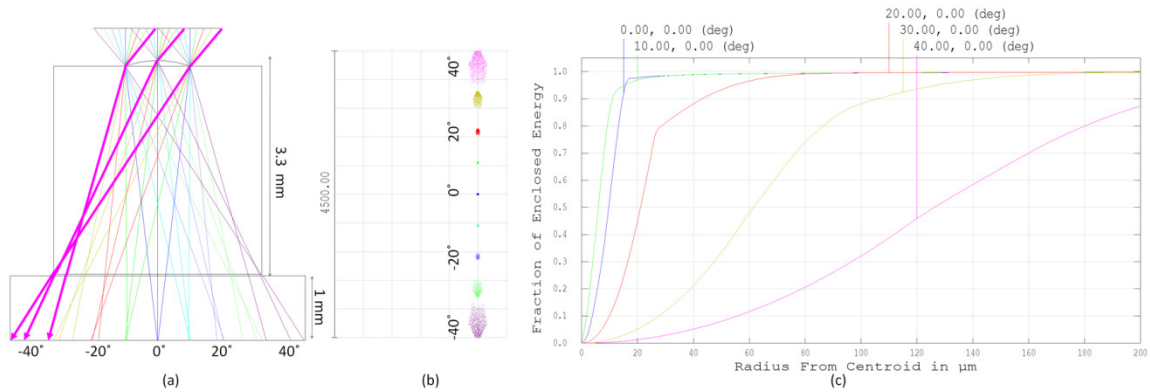 3.3 mm
1 mm
-40°
-20°
0°
20°
40°
(a)
4500.00
40°
20°
0°
-20°
-40°
(b)
20.00, 0.00 (deg)
0.00, 0.00 (deg)
30.00, 0.00 (deg)
10.00, 0.00 (deg)
40.00, 0.00 (deg)
Fraction of Enclosed Energy
1.0
0.9
0.8
0.7
0.6
0.5
0.4
0.3
0.2
0.1
0.0
0
20
40
60
80
100
120
140
160
180
200
Radius From Centroid in µm
(c)